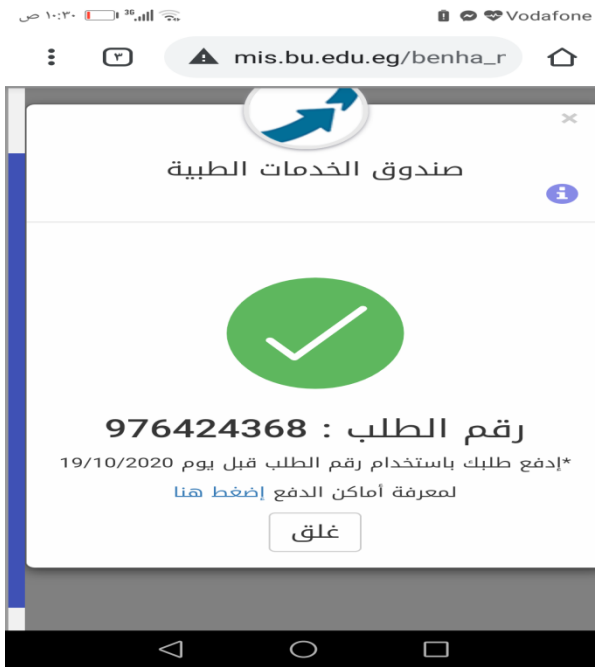 ١٠:٣٠ ص
3G
Vodafone
٣
mis.bu.edu.eg/benha_r
×
صندوق الخدمات الطبية
i
رقم الطلب : 976424368
*إدفع طلبك باستخدام رقم الطلب قبل يوم 19/10/2020
لمعرفة أماكن الدفع إضغط هنا
غلق